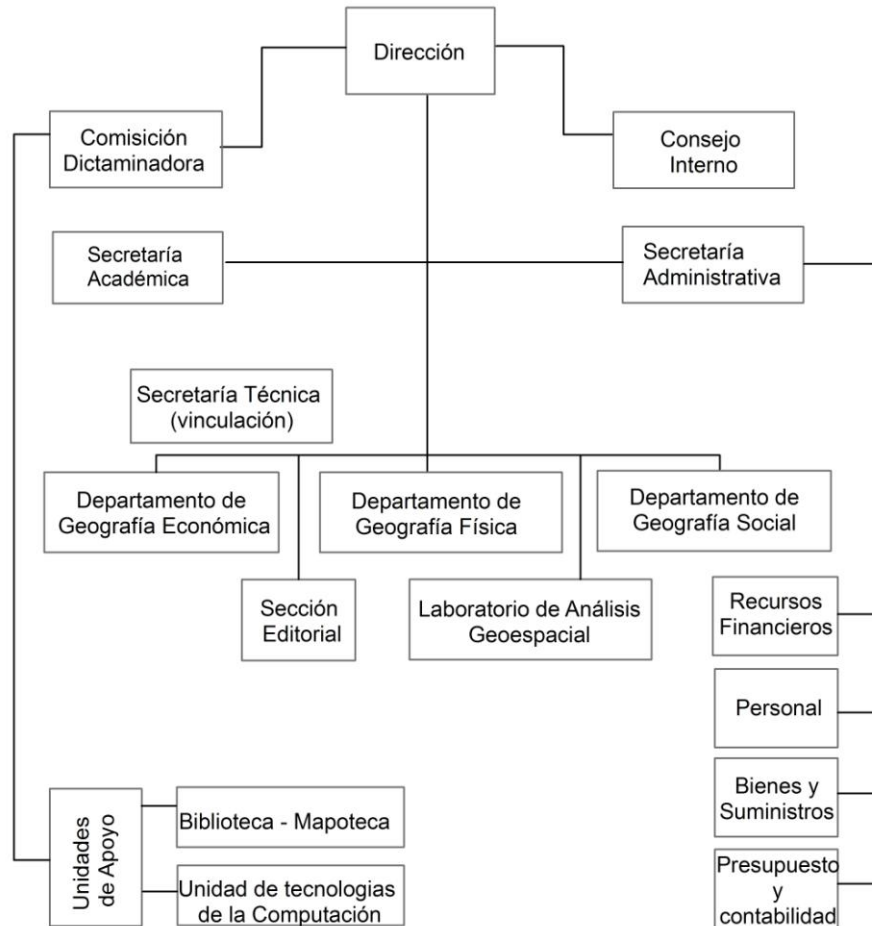 Dirección
Comisición
Dictaminadora
Consejo
Interno
Secretaría
Académica
Secretaría
Administrativa
Secretaría Técnica
(vinculación)
Departamento de
Geografía Económica
Departamento de
Geografía Física
Departamento de
Geografía Social
Sección
Editorial
Laboratorio de Análisis
Geoespacial
Recursos
Financieros
Personal
Bienes y
Suministros
Presupuesto
y
contabilidad
Unidades
de Apoyo
Biblioteca - Mapoteca
Unidad de tecnologias
de la Computación